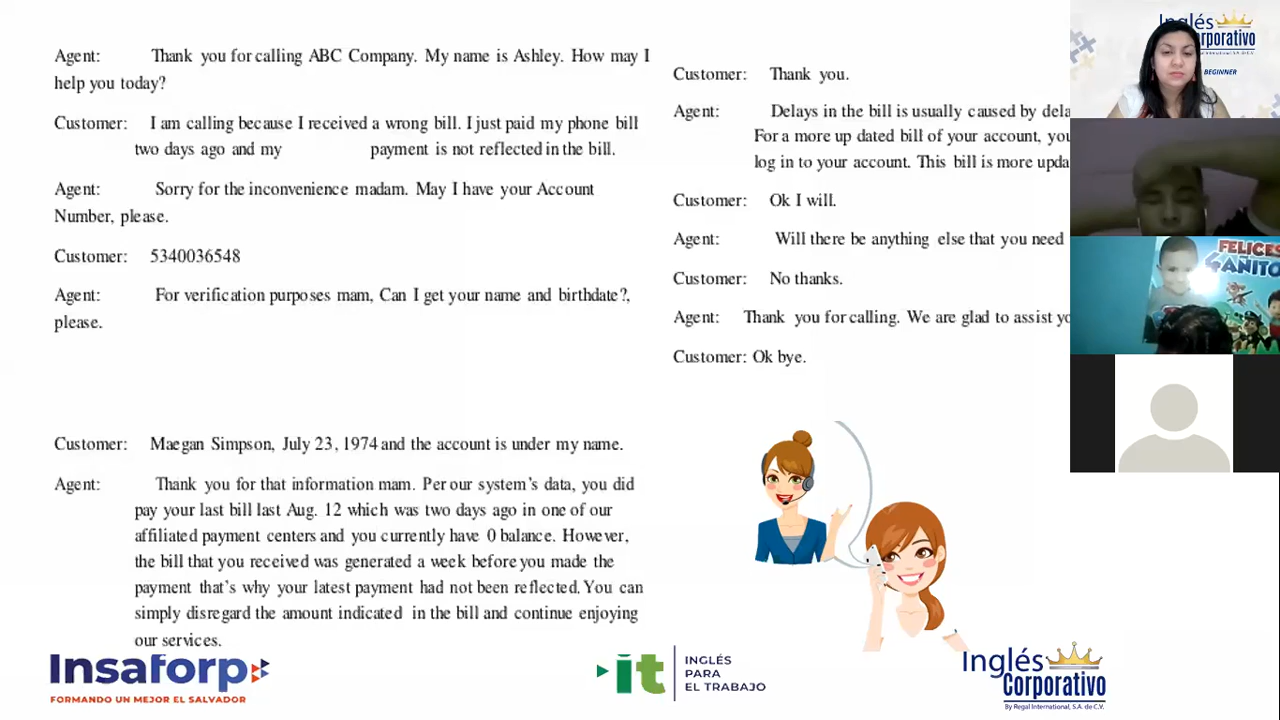 Agent: Thank you for calling ABC Company. My name is Ashley. How may I
help you today?
Customer: I am calling because I received a wrong bill. I just paid my phone bill
two days ago and my payment is not reflected in the bill.
Agent: Sorry for the inconvenience madam. May I have your Account
Number, please.
Customer: 5340036548
Agent: For verification purposes mam, Can I get your name and birthdate?,
please.
Customer: Maegan Simpson, July 23, 1974 and the account is under my name.
Agent: Thank you for that information mam. Per our system's data, you did
pay your last bill last Aug. 12 which was two days ago in one of our
affiliated payment centers and you currently have 0 balance. However,
the bill that you received was generated a week before you made the
payment that's why your latest payment had not been reflected. You can
simply disregard the amount indicated in the bill and continue enjoying
our services.
Customer: Thank you.
Agent: Delays in the bill is usually caused by
For a more up dated bill of your account,
log in to your account. This bill is more
Customer: Ok I will.
Agent: Will there be anything else that you need
Customer: No thanks.
Agent: Thank you for calling. We are glad to assist
Customer: Ok bye.
Inglés
BEGINNER
FELICES
Insaforp
FORMANDO UN MEJOR EL SALVADOR
it
INGLÉS
PARA
EL TRABAJO
Inglés
Corporativo
By Regal International, S.A. de C.V.